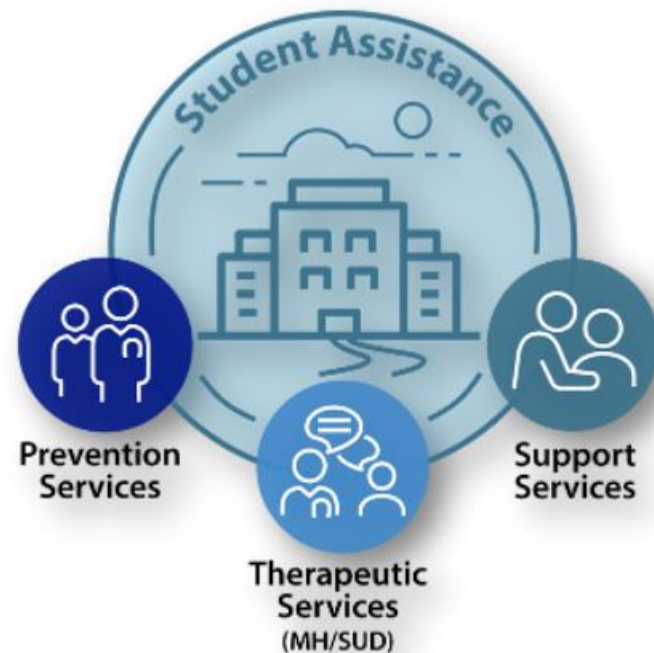 Student Assistance
Prevention
Services
Therapeutic
Services
(MH/SUD)
Support
Services